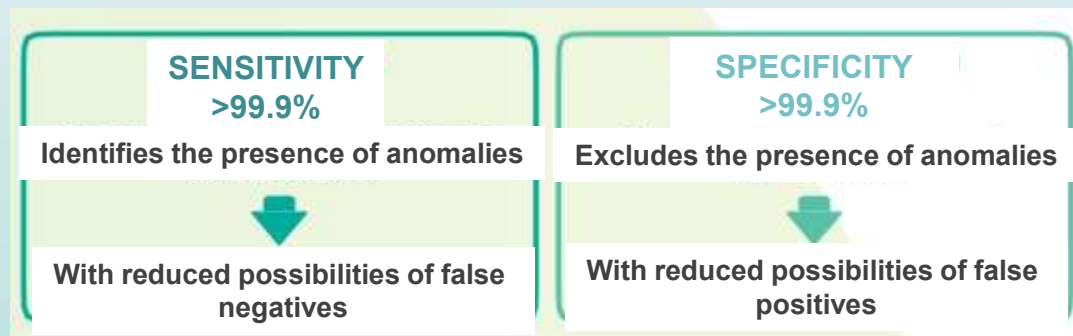 SENSITIVITY
>99.9%
Identifies the presence of anomalies
With reduced possibilities of false
negatives
SPECIFICITY
>99.9%
Excludes the presence of anomalies
With reduced possibilities of false
positives